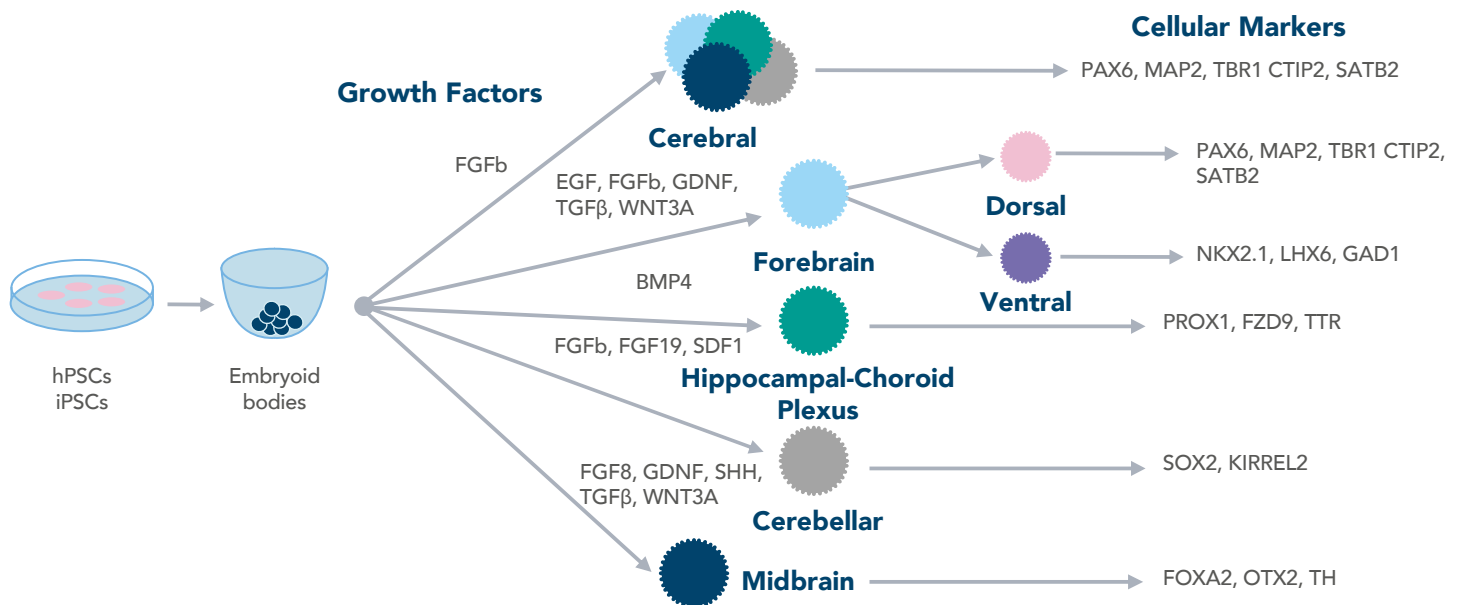 Cellular Markers
Growth Factors
PAX6, MAP2, TBR1 CTIP2, SATB2
Cerebral
FGFb
EGF, FGFb, GDNF,
TGFβ, WNT3A
PAX6, MAP2, TBR1 CTIP2,
SATB2
Dorsal
Forebrain
NKX2.1, LHX6, GAD1
Ventral
BMP4
PROX1, FZD9, TTR
FGFb, FGF19, SDF1
Hippocampal-Choroid
Plexus
hPSCs
iPSCs
Embryoid
bodies
FGF8, GDNF, SHH,
TGFβ, WNT3A
SOX2, KIRREL2
Cerebellar
Midbrain
FOXA2, OTX2, TH